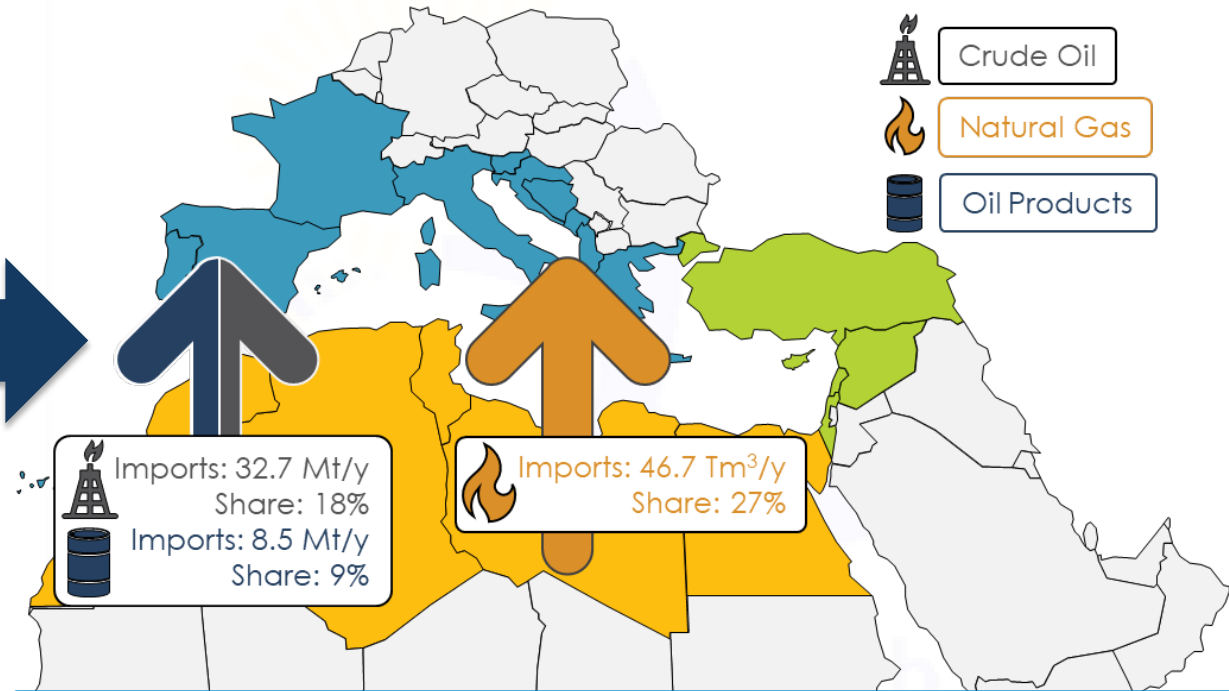 Crude Oil
Natural Gas
Oil Products
Imports: 32.7 Mt/y
Share: 18%
Imports: 8.5 Mt/y
Share: 9%
Imports: 46.7 Tm³/y
Share: 27%